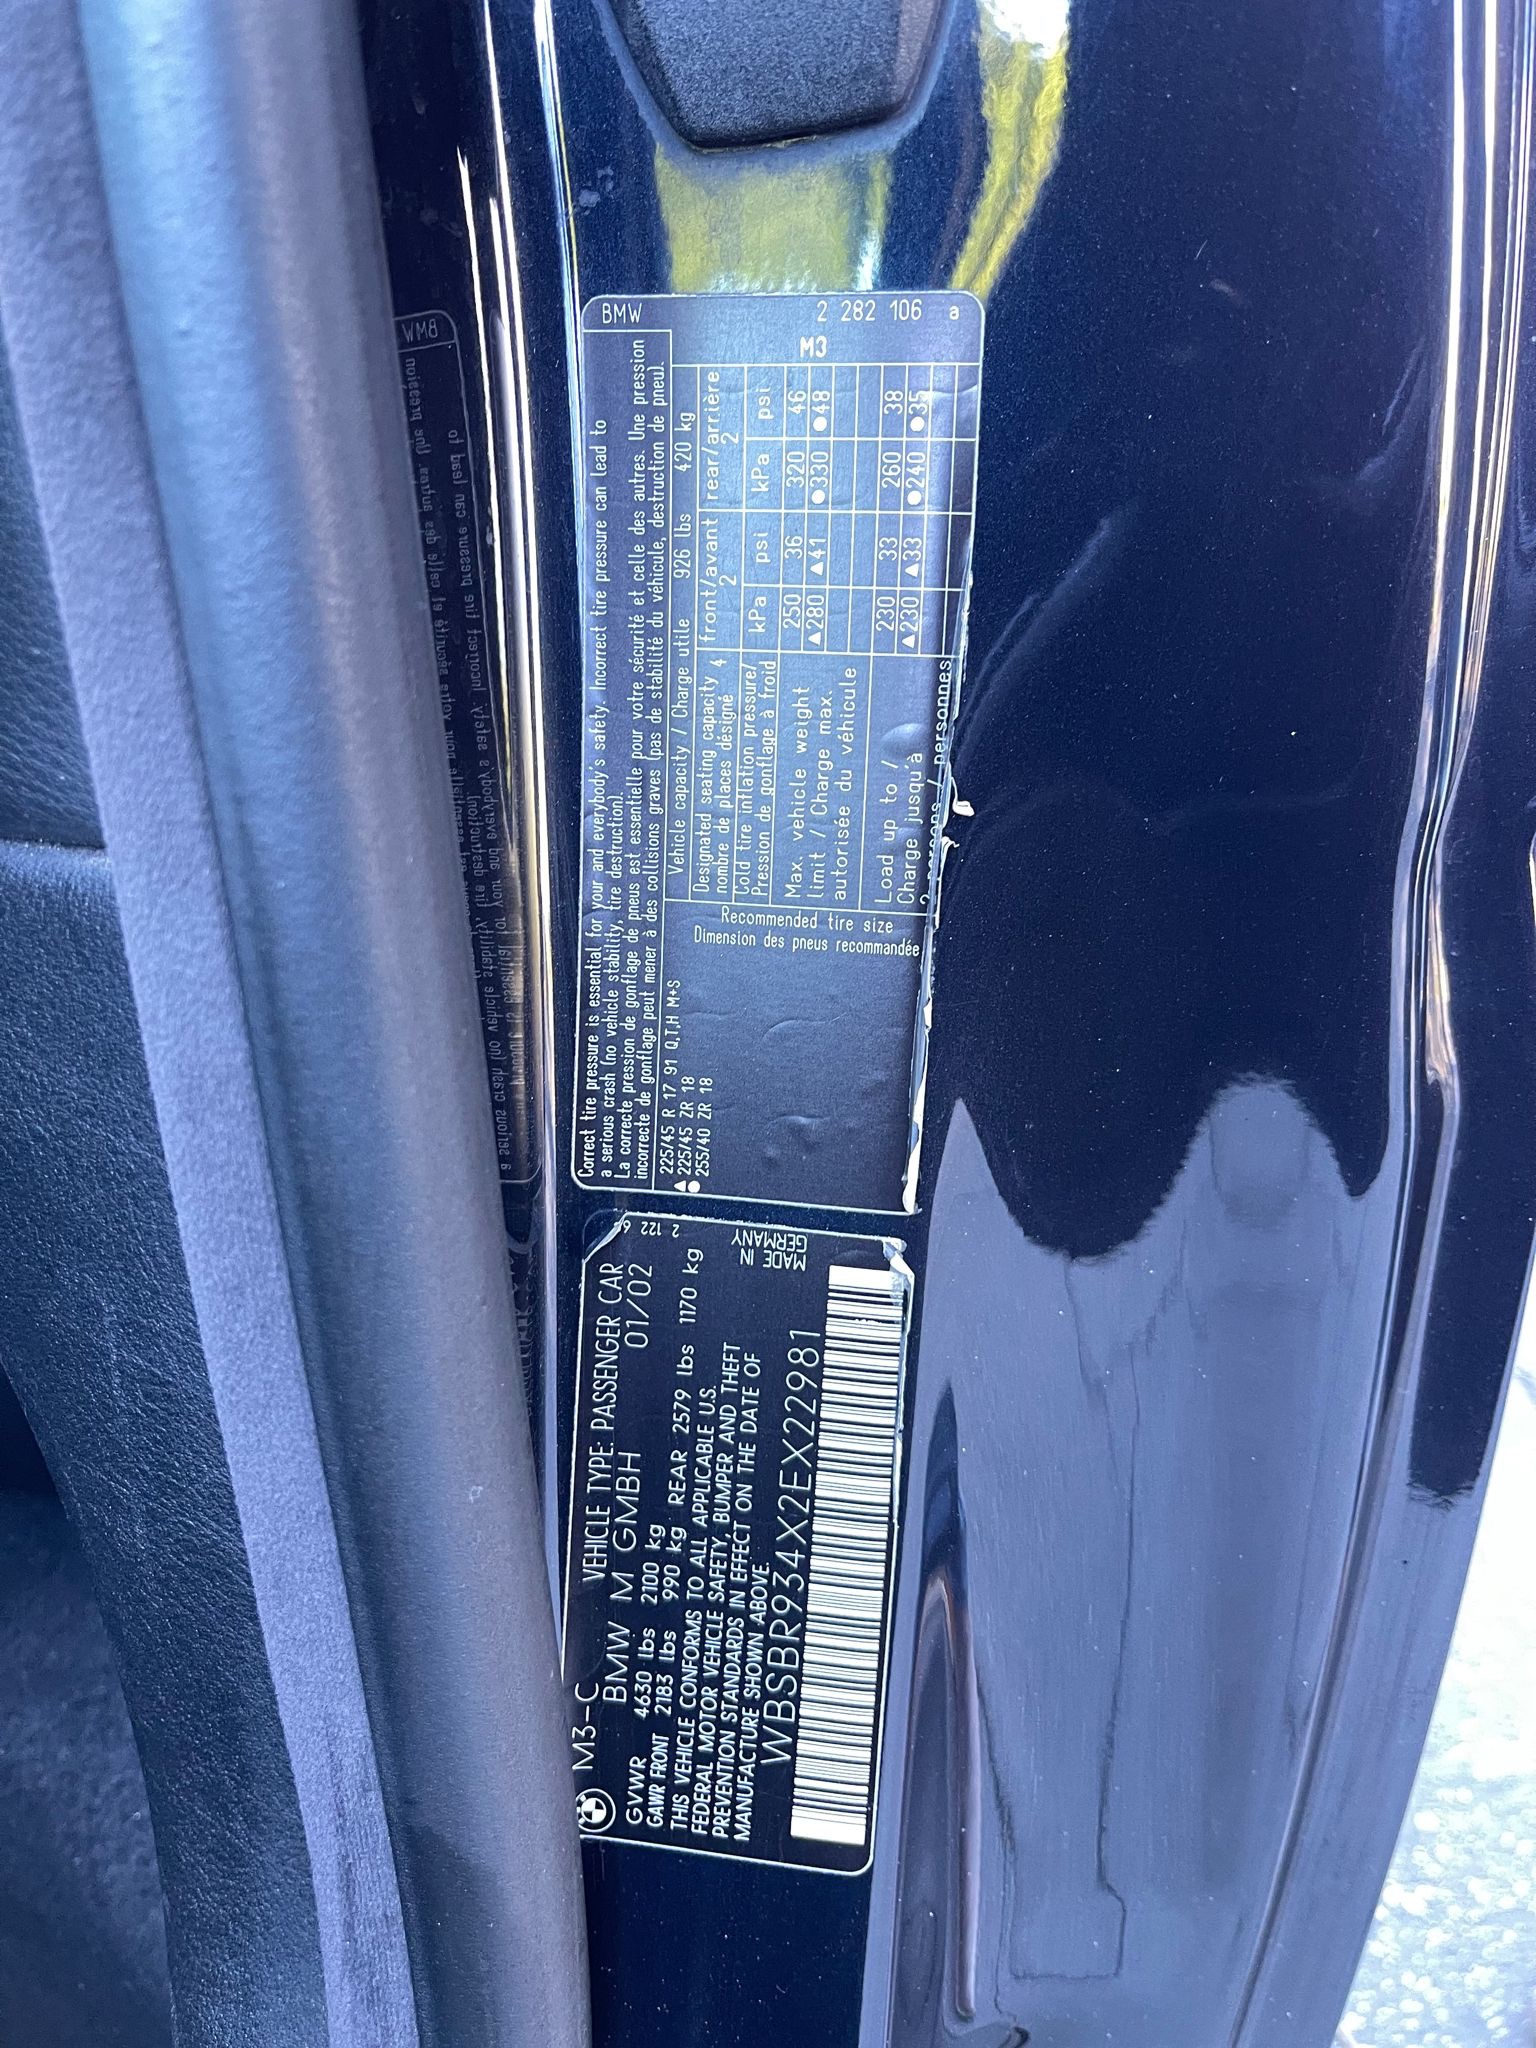 BMW 2 282 106 a
Correct tire pressure is essential for your and everybody's safety. Incorrect tire pressure can lead to
a serious crash (no vehicle stability, tire destruction).
La correcte pression de gonflage de pneus est essentielle pour votre sécurité et celle des autres. Une pression
incorrecte de gonflage peut mener à des collisions graves (pas de stabilité du véhicule, destruction de pneu).
225/45 R 17 91 Q,T,H M+S
▲ 225/45 ZR 18
● 255/40 ZR 18
Recommended tire size
Dimension des pneus recommandée
M3
Vehicle capacity / Charge utile 926 lbs 420 kg
Designated seating capacity 4 front/avant rear/arrière
nombre de places désigné 2 2
Cold tire inflation pressure/ kPa psi kPa psi
Pression de gonflage à froid
Max. vehicle weight 250 36 320 46
limit / Charge max. ▲280 ▲41 ●330 ●48
autorisée du véhicule
Load up to / 230 33 260 38
Charge jusqu'à ▲230 ▲33 ●240 ●35
personnes
M3-C VEHICLE TYPE: PASSENGER CAR
BMW M GMBH 01/02
2 122
GVWR 4630 lbs 2100 kg
GAWR FRONT 2183 lbs 990 kg REAR 2579 lbs 1170 kg
THIS VEHICLE CONFORMS TO ALL APPLICABLE U.S.
FEDERAL MOTOR VEHICLE SAFETY, BUMPER AND THEFT
PREVENTION STANDARDS IN EFFECT ON THE DATE OF
MANUFACTURE SHOWN ABOVE.
MADE IN
GERMANY
WBSBR934X2EX22981